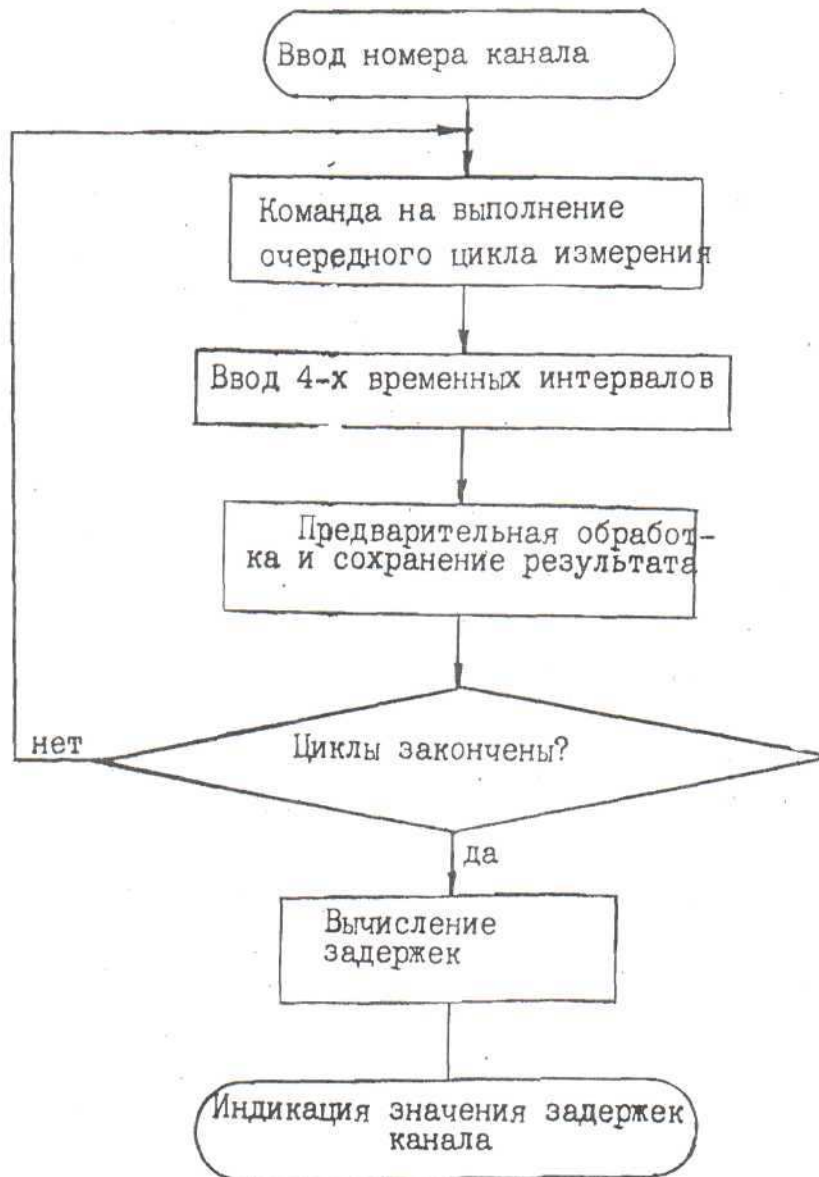 Ввод номера канала
Команда на выполнение
очередного цикла измерения
Ввод 4-х временных интервалов
Предварительная обработ-
ка и сохранение результата
нет
Циклы закончены?
да
Вычисление
задержек
Индикация значения задержек
канала